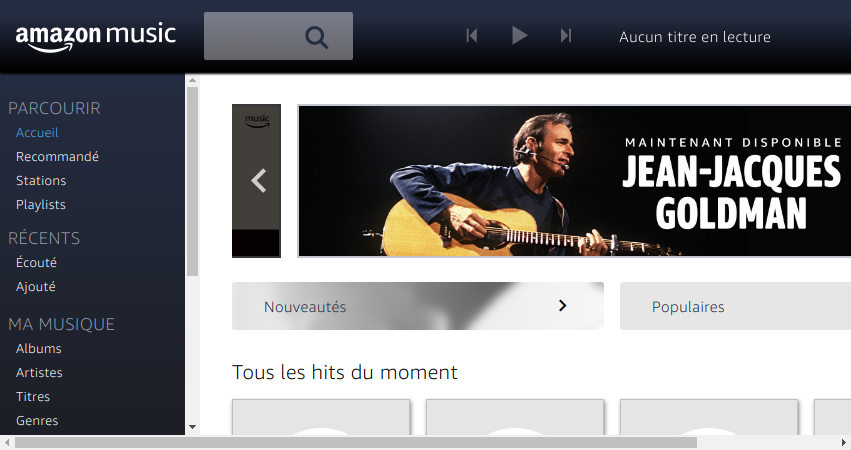 amazon music
Aucun titre en lecture
PARCOURIR
Accueil
Recommandé
Stations
Playlists
RÉCENTS
Écouté
Ajouté
MA MUSIQUE
Albums
Artistes
Titres
Genres
music
MAINTENANT DISPONIBLE
JEAN-JACQUES
GOLDMAN
Nouveautés
Populaires
Tous les hits du moment